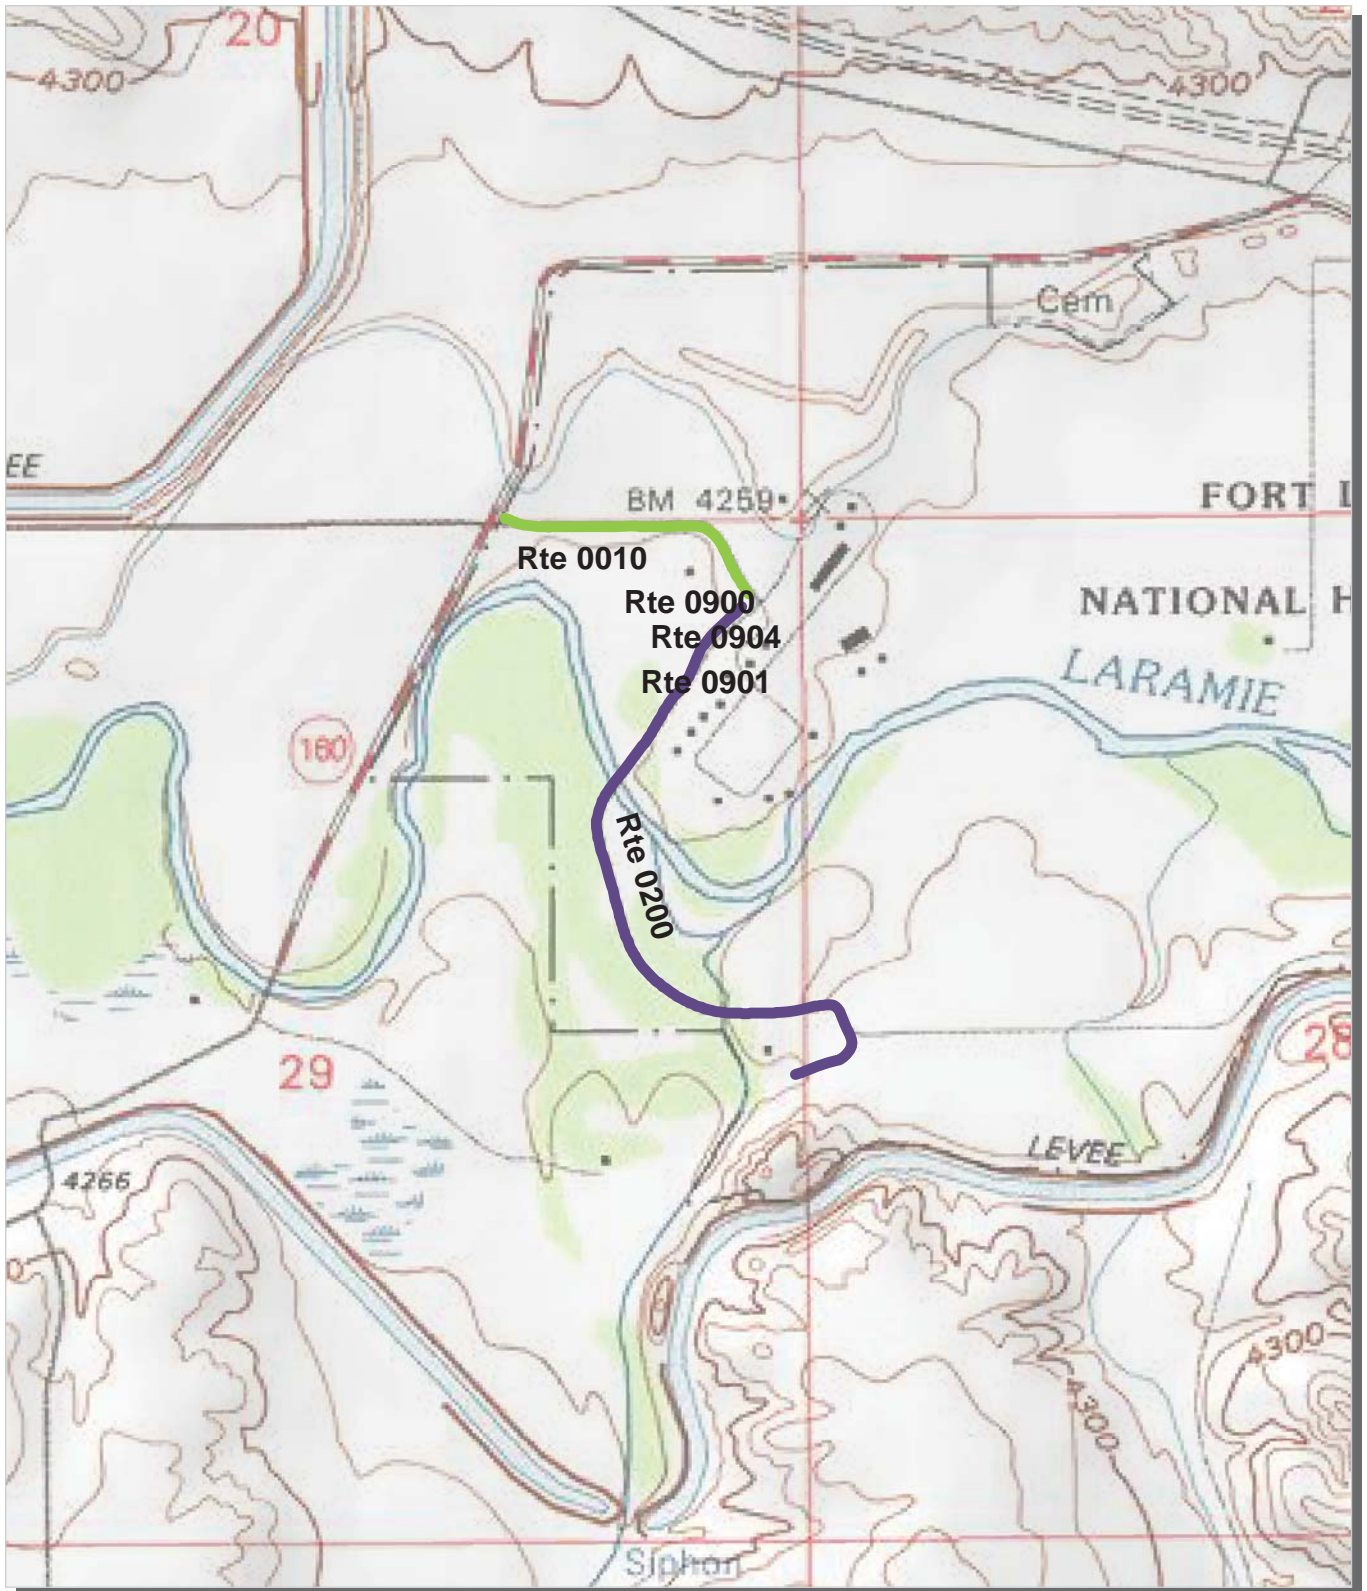 20
4300
4300
Cem
EE
BM 4259
FORT L
Rte 0010
Rte 0900
NATIONAL H
Rte 0904
LARAMIE
Rte 0901
160
Rte 0200
29
28
LEVEE
4266
4300
4300
Siphon